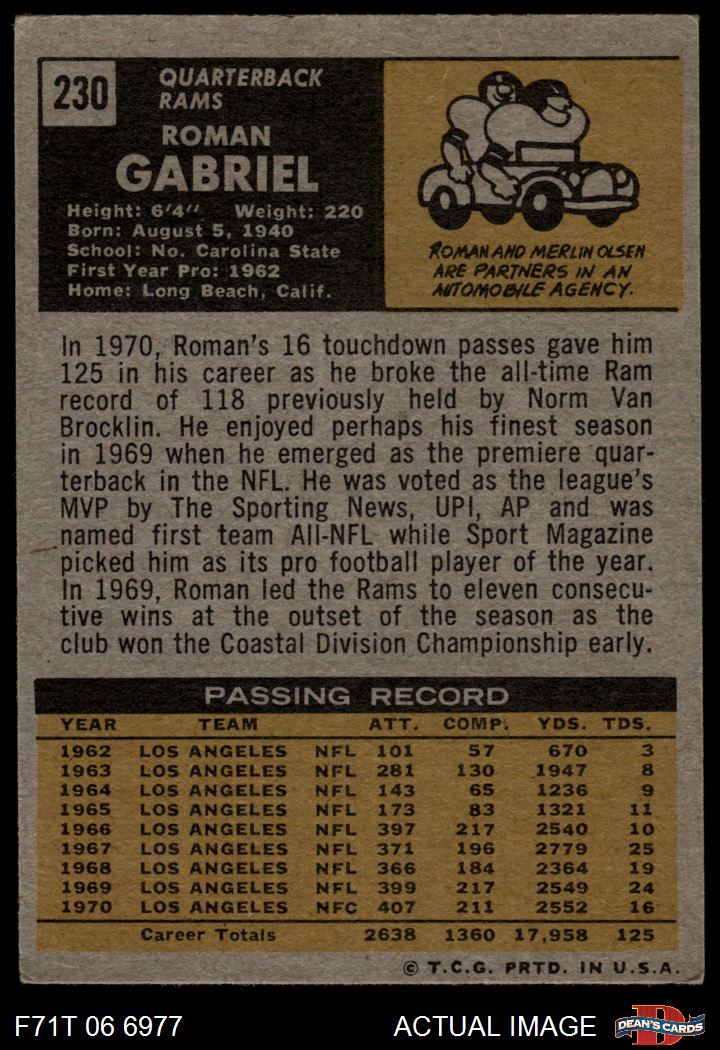 230
QUARTERBACK
RAMS
ROMAN
GABRIEL
Height: 6'4" Weight: 220
Born: August 5, 1940
School: No. Carolina State
First Year Pro: 1962
Home: Long Beach, Calif.
ROMAN AND MERLIN OLSEN
ARE PARTNERS IN AN
AUTOMOBILE AGENCY.
In 1970, Roman's 16 touchdown passes gave him
125 in his career as he broke the all-time Ram
record of 118 previously held by Norm Van
Brocklin. He enjoyed perhaps his finest season
in 1969 when he emerged as the premiere quar-
terback in the NFL. He was voted as the league's
MVP by The Sporting News, UPI, AP and was
named first team All-NFL while Sport Magazine
picked him as its pro football player of the year.
In 1969, Roman led the Rams to eleven consecu-
tive wins at the outset of the season as the
club won the Coastal Division Championship early.
PASSING RECORD
YEAR TEAM ATT. COMP. YDS. TDS.
1962 LOS ANGELES NFL 101 57 670 3
1963 LOS ANGELES NFL 281 130 1947 8
1964 LOS ANGELES NFL 143 65 1236 9
1965 LOS ANGELES NFL 173 83 1321 11
1966 LOS ANGELES NFL 397 217 2540 10
1967 LOS ANGELES NFL 371 196 2779 25
1968 LOS ANGELES NFL 366 184 2364 19
1969 LOS ANGELES NFL 399 217 2549 24
1970 LOS ANGELES NFC 407 211 2552 16
Career Totals 2638 1360 17,958 125
© T.C.G. PRTD. IN U.S.A.
F71T 06 6977 ACTUAL IMAGE D DEAN'S CARDS